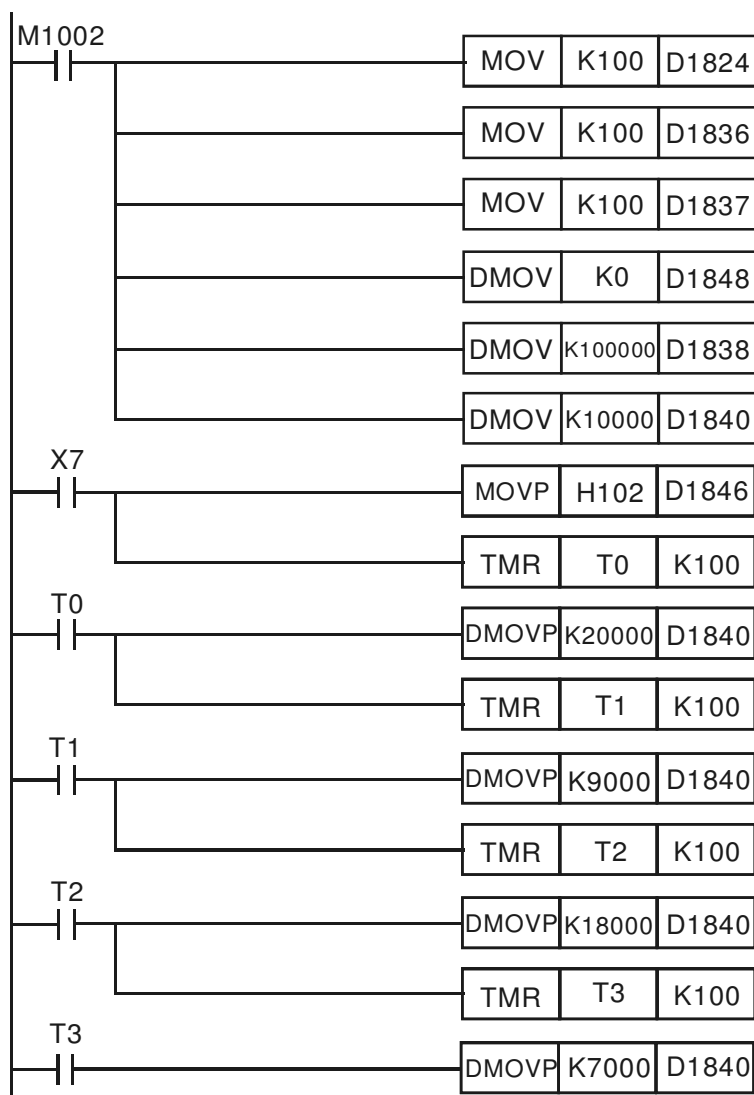 M1002
MOV K100 D1824
MOV K100 D1836
MOV K100 D1837
DMOV K0 D1848
DMOV K100000 D1838
DMOV K10000 D1840
X7
MOVP H102 D1846
TMR T0 K100
T0
DMOVP K20000 D1840
TMR T1 K100
T1
DMOVP K9000 D1840
TMR T2 K100
T2
DMOVP K18000 D1840
TMR T3 K100
T3
DMOVP K7000 D1840